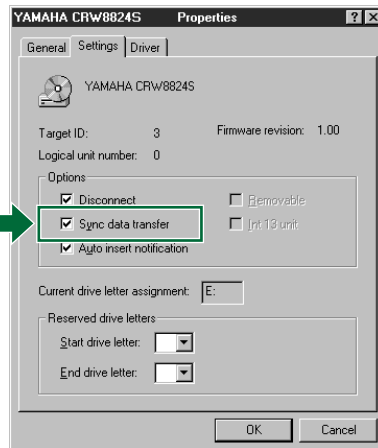 YAMAHA CRW8824S Properties
General Settings Driver
YAMAHA CRW8824S
Target ID: 3 Firmware revision: 1.00
Logical unit number: 0
Options
Disconnect Removable
Sync data transfer Int 13 unit
Auto insert notification
Current drive letter assignment: E:
Reserved drive letters
Start drive letter:
End drive letter:
OK Cancel